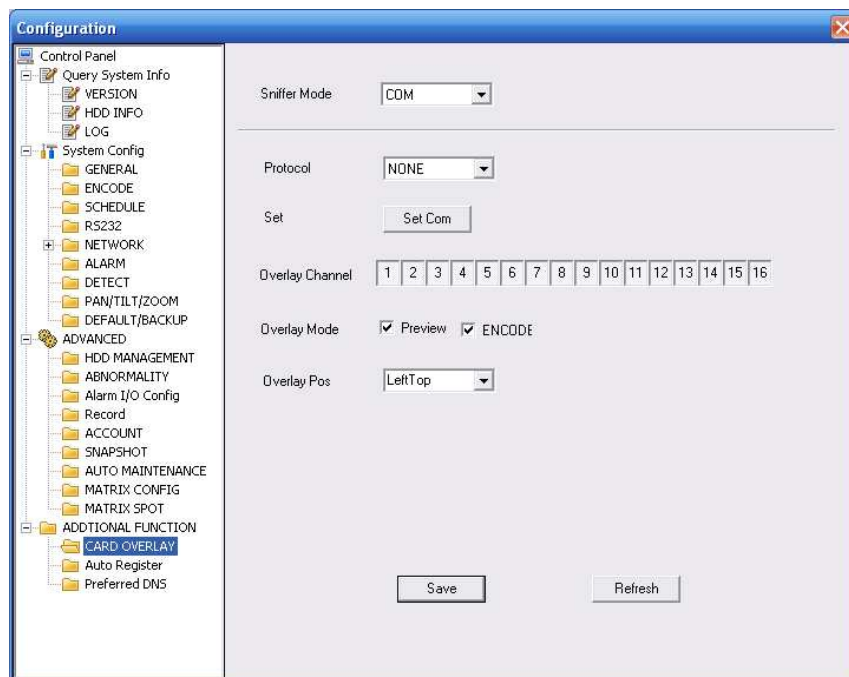 Configuration
Control Panel
Query System Info
VERSION
HDD INFO
LOG
System Config
GENERAL
ENCODE
SCHEDULE
RS232
NETWORK
ALARM
DETECT
PAN/TILT/ZOOM
DEFAULT/BACKUP
ADVANCED
HDD MANAGEMENT
ABNORMALITY
Alarm I/O Config
Record
ACCOUNT
SNAPSHOT
AUTO MAINTENANCE
MATRIX CONFIG
MATRIX SPOT
ADDTIONAL FUNCTION
CARD OVERLAY
Auto Register
Preferred DNS
Sniffer Mode COM
Protocol NONE
Set Set Com
Overlay Channel 1 2 3 4 5 6 7 8 9 10 11 12 13 14 15 16
Overlay Mode Preview ENCODE
Overlay Pos LeftTop
Save Refresh